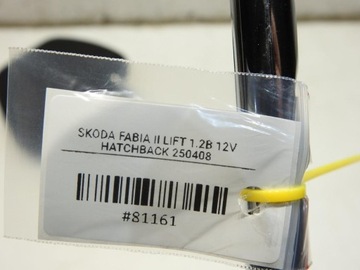 SKODA FABIA II LIFT 1.2B 12V
HATCHBACK 250408
#81161